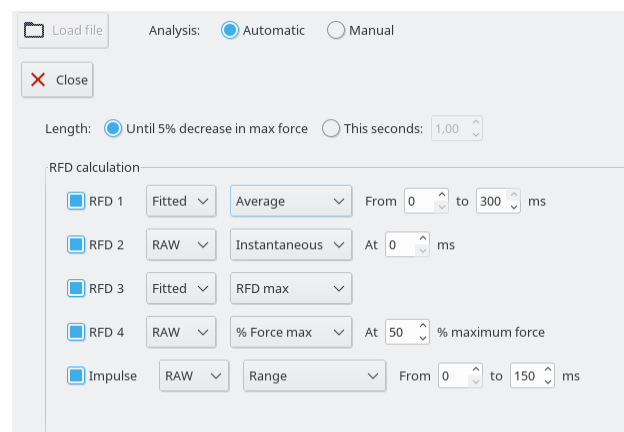 Load file Analysis: Automatic Manual
Close
Length: Until 5% decrease in max force This seconds: 1,00
RFD calculation
RFD 1 Fitted Average From 0 to 300 ms
RFD 2 RAW Instantaneous At 0 ms
RFD 3 Fitted RFD max
RFD 4 RAW % Force max At 50 % maximum force
Impulse RAW Range From 0 to 150 ms